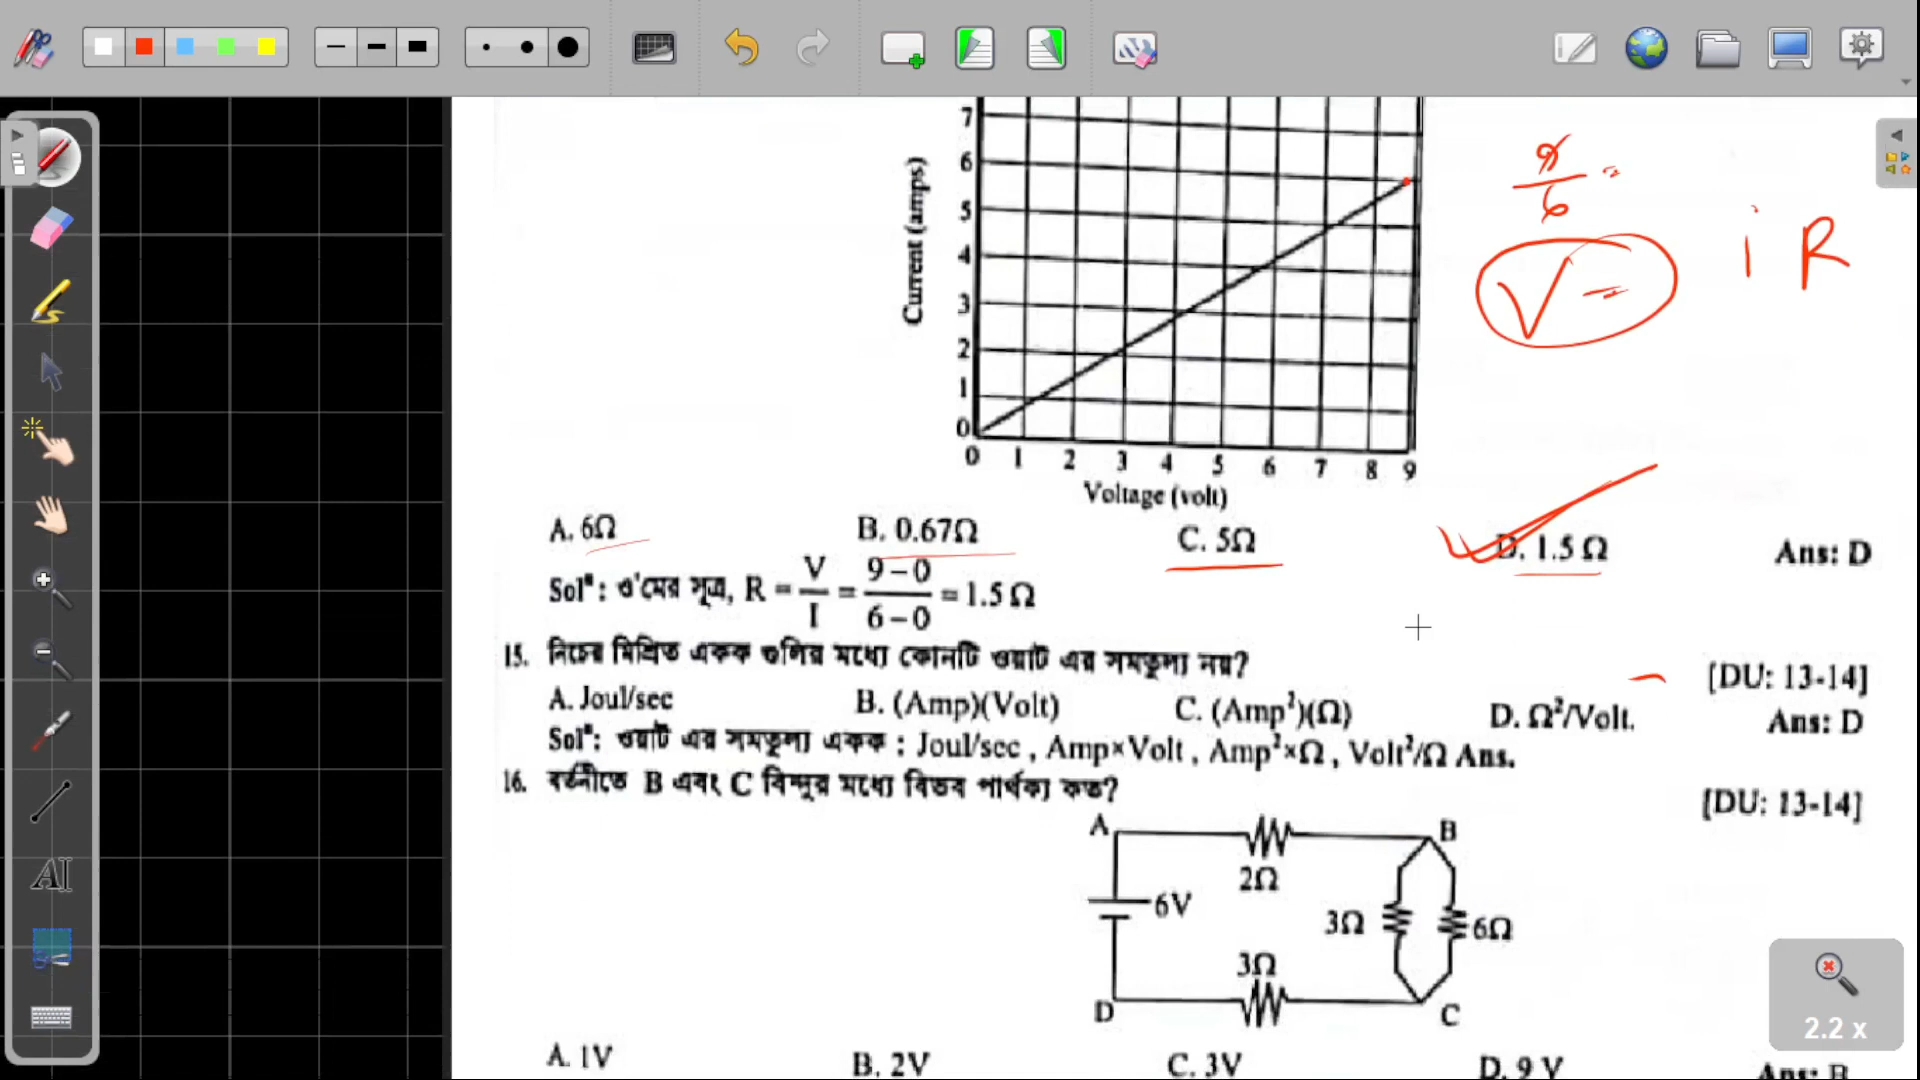 7
6
5
4
3
2
1
0
Current (amps)
0 1 2 3 4 5 6 7 8 9
Voltage (volt)
9/6 =
V = i R
A. 6Ω B. 0.67Ω C. 5Ω D. 1.5 Ω Ans: D
Solⁿ: ও'মের সূত্র, R = V/I = 9−0/6−0 = 1.5 Ω
15. নিচের মিশ্রিত একক গুলির মধ্যে কোনটি ওয়াট এর সমতুল্য নয়? [DU: 13-14]
A. Joul/sec B. (Amp)(Volt) C. (Amp²)(Ω) D. Ω²/Volt. Ans: D
Solⁿ: ওয়াট এর সমতুল্য একক : Joul/sec , Amp×Volt , Amp²×Ω , Volt²/Ω Ans.
16. বর্তনীতে B এবং C বিন্দুর মধ্যে বিভব পার্থক্য কত? [DU: 13-14]
A B
2Ω
6V 3Ω 6Ω
3Ω
D C
A. 1V B. 2V C. 3V D. 9 V Ans: B
2.2 x